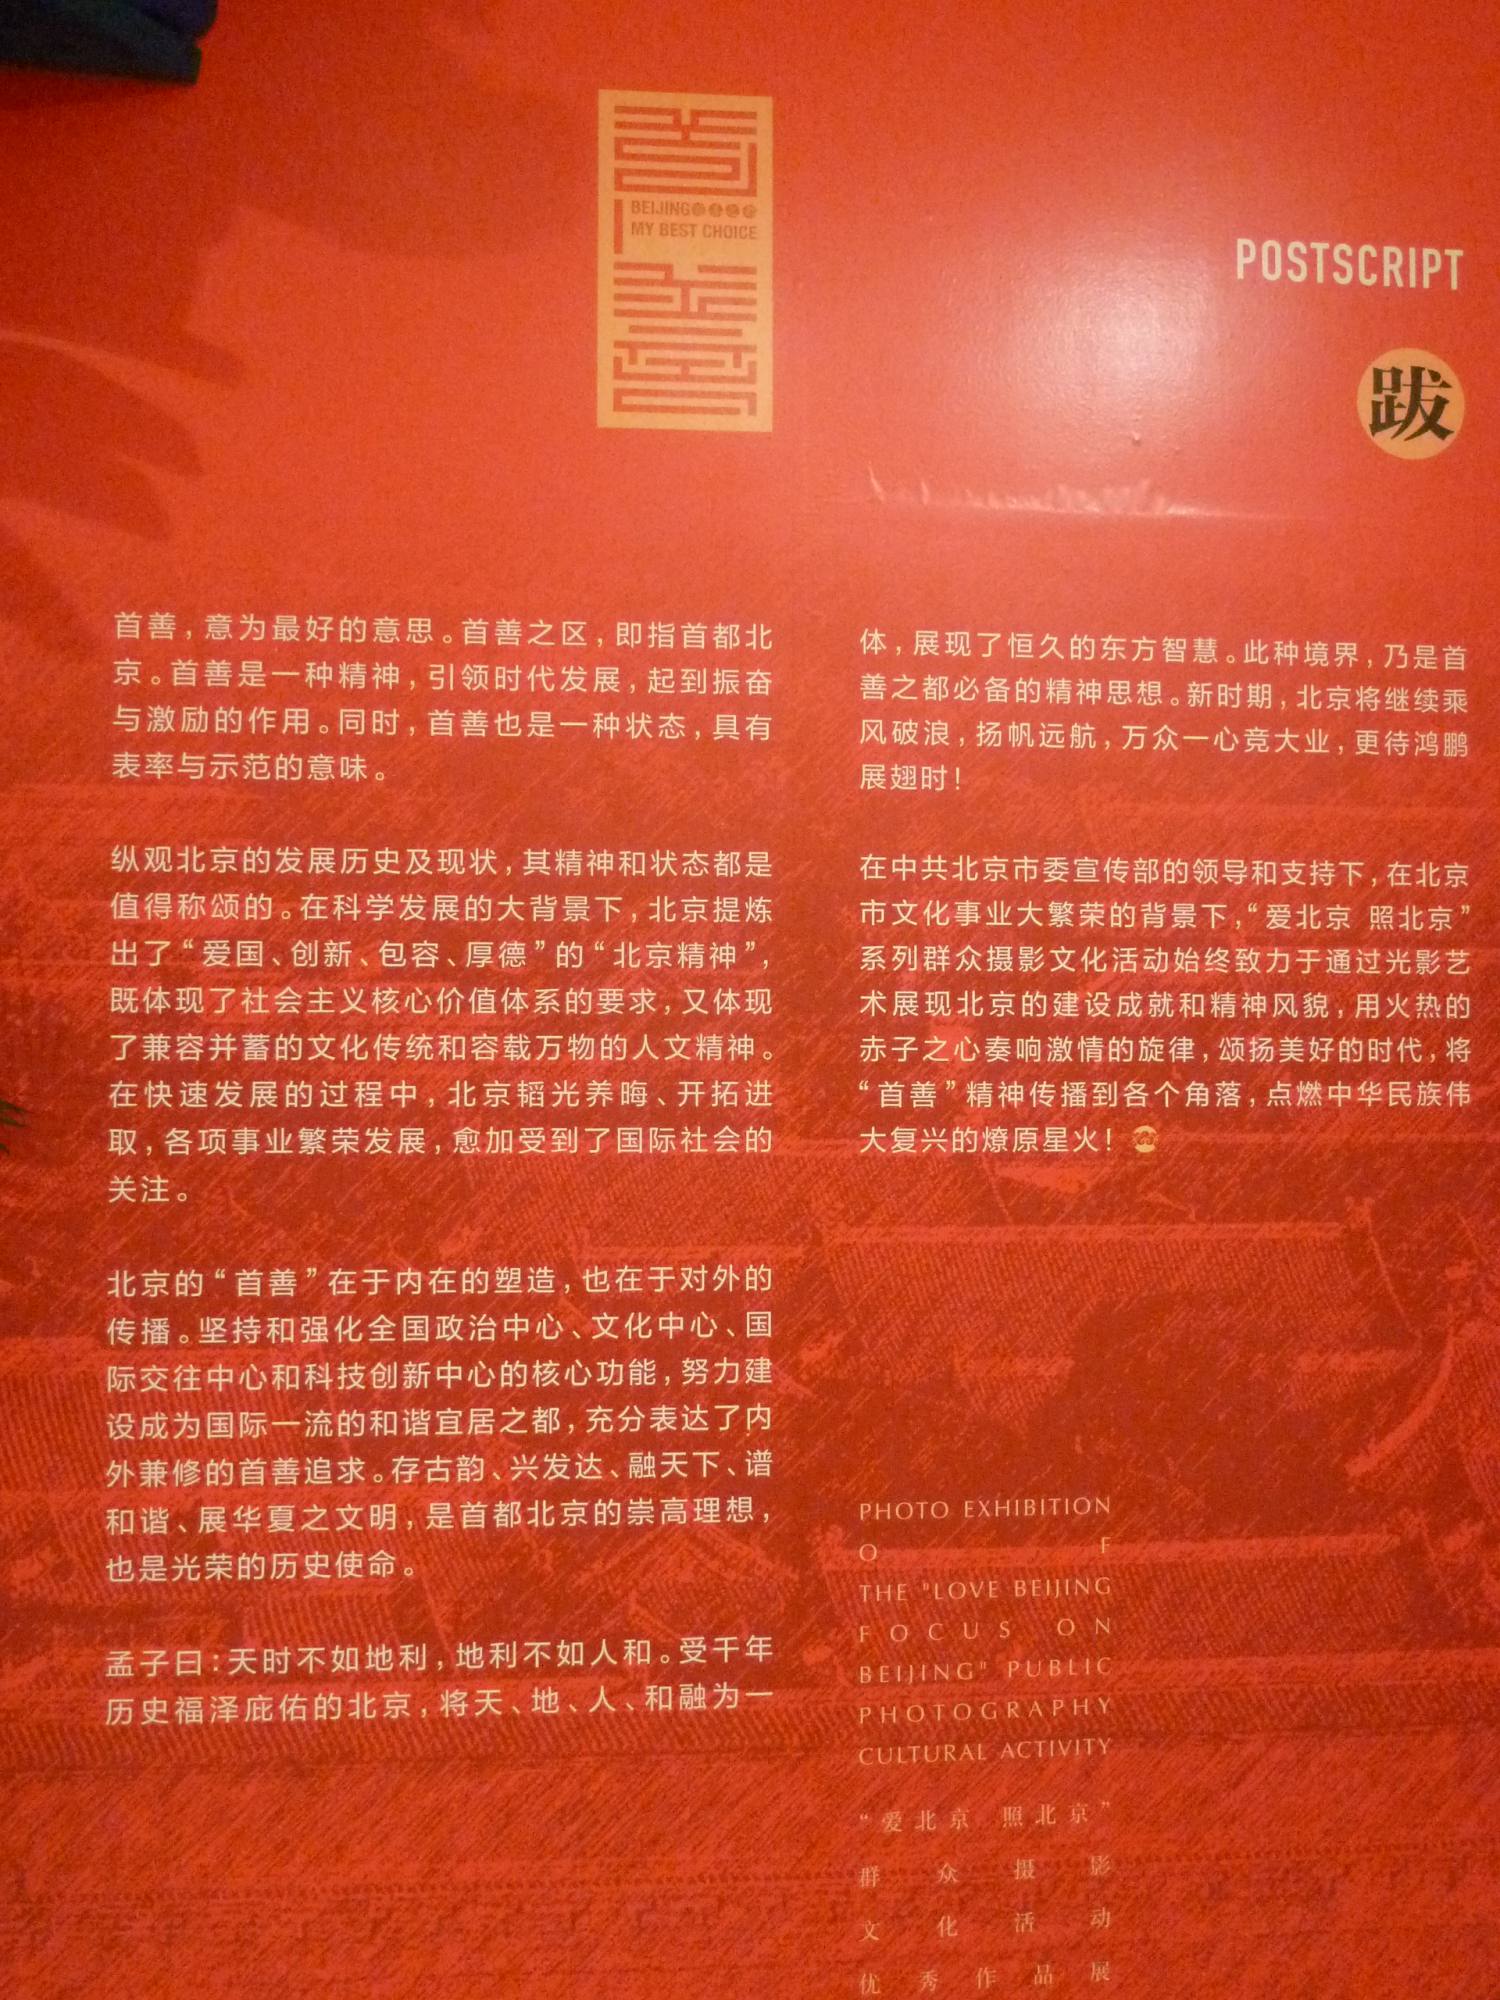 首善
BEIJING
MY BEST CHOICE
POSTSCRIPT
跋
首善，意为最好的意思。首善之区，即指首都北
京。首善是一种精神，引领时代发展，起到振奋
与激励的作用。同时，首善也是一种状态，具有
表率与示范的意味。
纵观北京的发展历史及现状，其精神和状态都是
值得称颂的。在科学发展的大背景下，北京提炼
出了“爱国、创新、包容、厚德”的“北京精神”，
既体现了社会主义核心价值体系的要求，又体现
了兼容并蓄的文化传统和容载万物的人文精神。
在快速发展的过程中，北京韬光养晦、开拓进
取，各项事业繁荣发展，愈加受到了国际社会的
关注。
北京的“首善”在于内在的塑造，也在于对外的
传播。坚持和强化全国政治中心、文化中心、国
际交往中心和科技创新中心的核心功能，努力建
设成为国际一流的和谐宜居之都，充分表达了内
外兼修的首善追求。存古韵、兴发达、融天下、谱
和谐、展华夏之文明，是首都北京的崇高理想，
也是光荣的历史使命。
孟子曰：天时不如地利，地利不如人和。受千年
历史福泽庇佑的北京，将天、地、人、和融为一
体，展现了恒久的东方智慧。此种境界，乃是首
善之都必备的精神思想。新时期，北京将继续乘
风破浪，扬帆远航，万众一心竞大业，更待鸿鹏
展翅时！
在中共北京市委宣传部的领导和支持下，在北京
市文化事业大繁荣的背景下，“爱北京 照北京”
系列群众摄影文化活动始终致力于通过光影艺
术展现北京的建设成就和精神风貌，用火热的
赤子之心奏响激情的旋律，颂扬美好的时代，将
“首善”精神传播到各个角落，点燃中华民族伟
大复兴的燎原星火！
PHOTO EXHIBITION
O F
THE "LOVE BEIJING
FOCUS ON
BEIJING" PUBLIC
PHOTOGRAPHY
CULTURAL ACTIVITY
“爱北京 照北京”
群众摄影
文化活动
优秀作品展